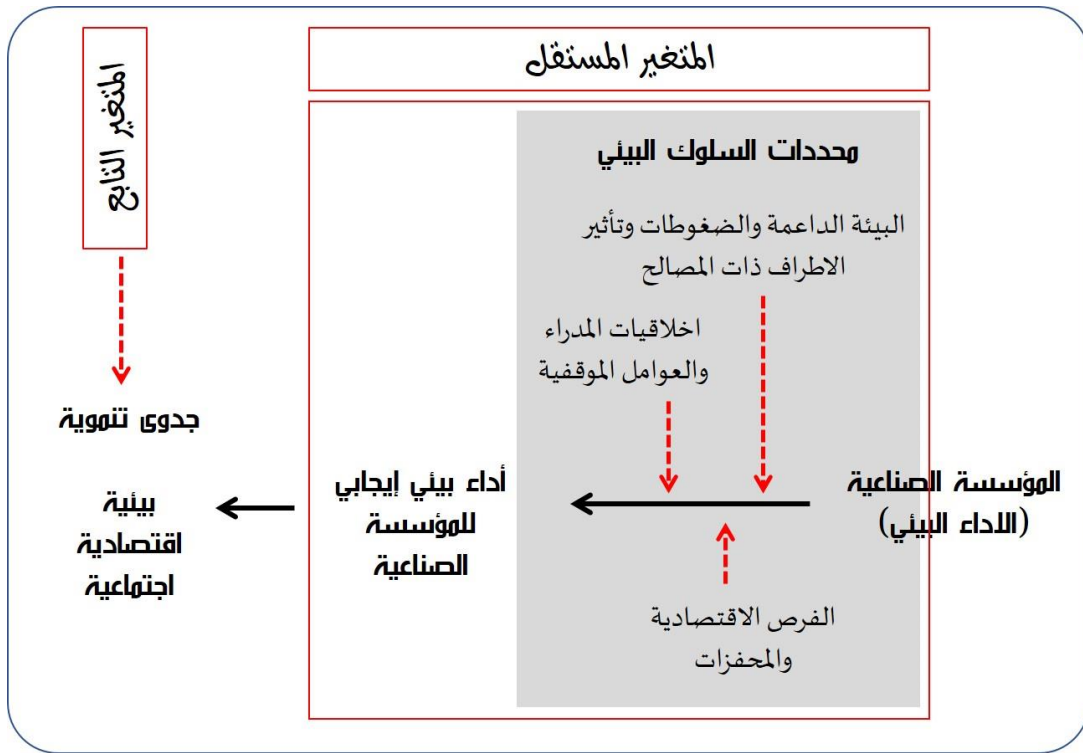 المتغير المستقل
المتغير التابع
محددات السلوك البيئي
البيئة الداعمة والضغوطات وتأثير
الاطراف ذات المصالح
اخلاقيات المدراء
والعوامل الموقفية
المؤسسة الصناعية
(الاداء البيئي)
الفرص الاقتصادية
والمحفزات
أداء بيئي إيجابي
للمؤسسة
الصناعية
جدوى تنموية
بيئية
اقتصادية
اجتماعية